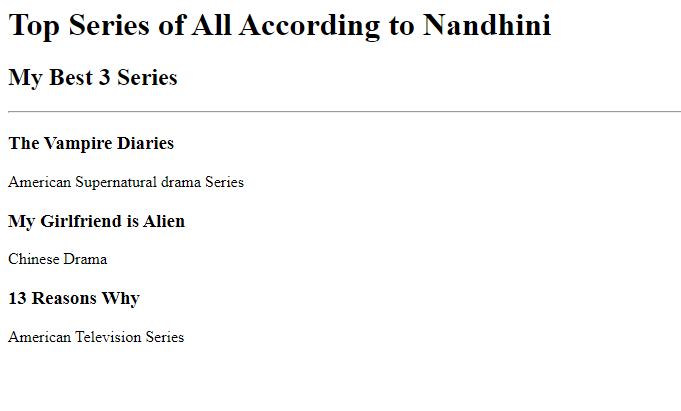 Top Series of All According to Nandhini
My Best 3 Series
The Vampire Diaries
American Supernatural drama Series
My Girlfriend is Alien
Chinese Drama
13 Reasons Why
American Television Series